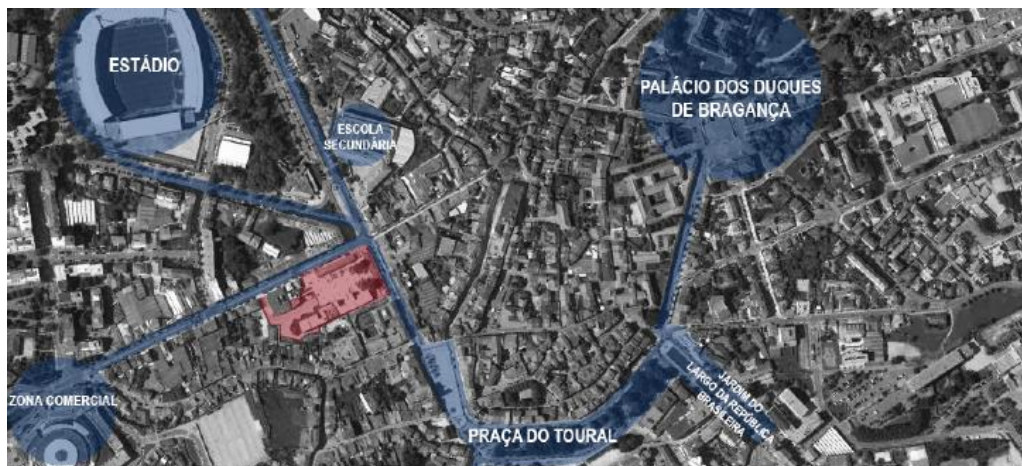 ESTÁDIO
PALÁCIO DOS DUQUES
DE BRAGANÇA
ESCOLA
SECUNDÁRIA
ZONA COMERCIAL
JARDIM DO
LARGO DA REPÚBLICA
BRASILEIRA
PRAÇA DO TOURAL